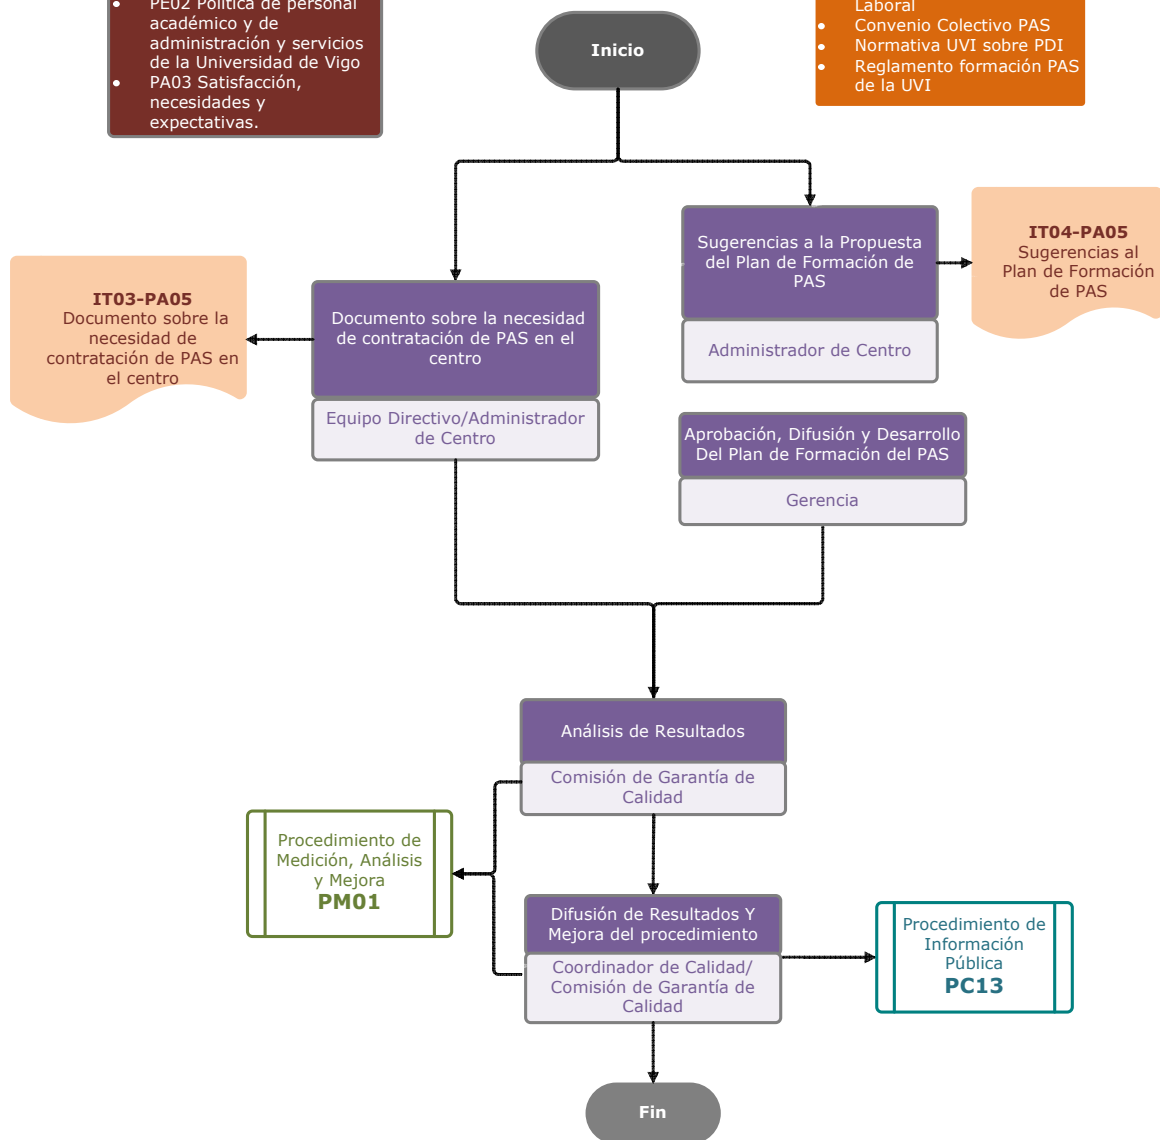 PE02 Política de personal
académico y de
administración y servicios
de la Universidad de Vigo
PA03 Satisfacción,
necesidades y
expectativas.
Inicio
Laboral
Convenio Colectivo PAS
Normativa UVI sobre PDI
Reglamento formación PAS
de la UVI
Sugerencias a la Propuesta
del Plan de Formación de
PAS
Administrador de Centro
IT04-PA05
Sugerencias al
Plan de Formación
de PAS
IT03-PA05
Documento sobre la
necesidad de
contratación de PAS en
el centro
Documento sobre la necesidad
de contratación de PAS en el
centro
Equipo Directivo/Administrador
de Centro
Aprobación, Difusión y Desarrollo
Del Plan de Formación del PAS
Gerencia
Análisis de Resultados
Comisión de Garantía de
Calidad
Procedimiento de
Medición, Análisis
y Mejora
PM01
Difusión de Resultados Y
Mejora del procedimiento
Coordinador de Calidad/
Comisión de Garantía de
Calidad
Procedimiento de
Información
Pública
PC13
Fin